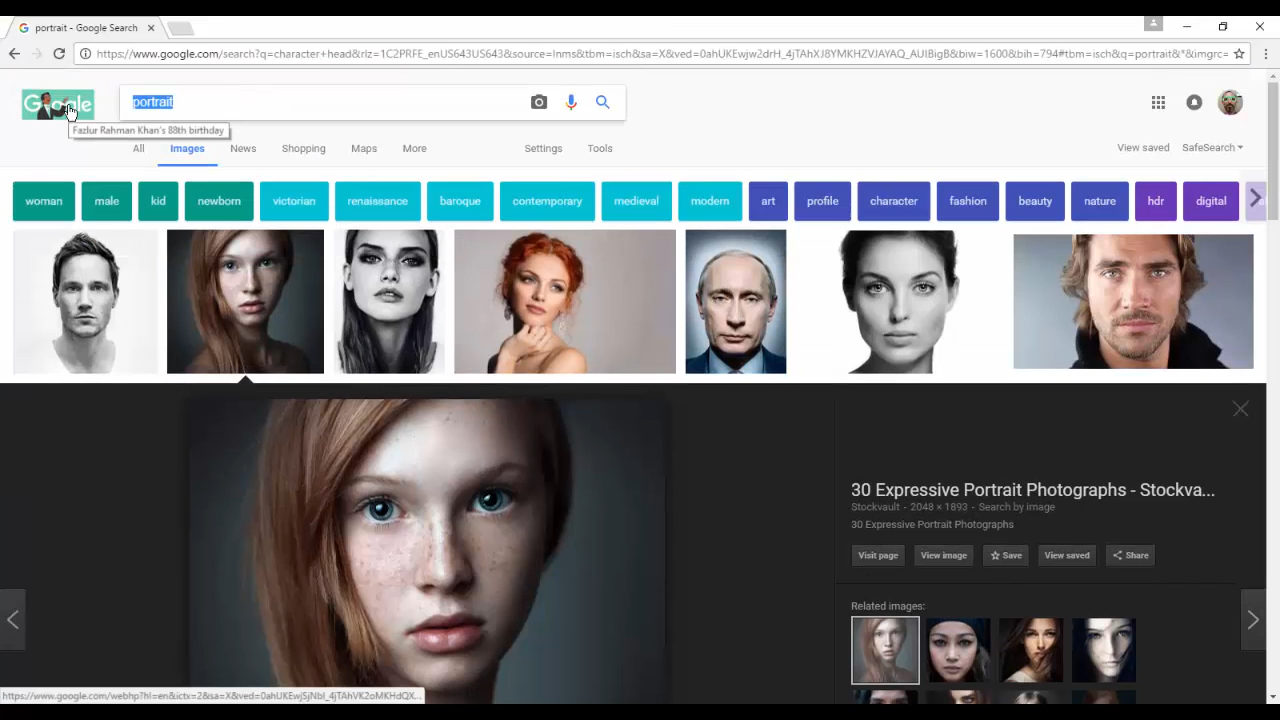 portrait - Google Search
https://www.google.com/search?q=character+head&rlz=1C2PRFE_enUS643US643&source=lnms&tbm=isch&sa=X&ved=0ahUKEwjw2drH_4jTAhXJ8YMKHZVJAYAQ_AUIBigB&biw=1600&bih=794#tbm=isch&q=portrait&*&imgrc=
Google
portrait
Fazlur Rahman Khan's 88th birthday
All Images News Shopping Maps More Settings Tools View saved SafeSearch
woman male kid newborn victorian renaissance baroque contemporary medieval modern art profile character fashion beauty nature hdr digital
30 Expressive Portrait Photographs - Stockva...
Stockvault - 2048 × 1893 - Search by image
30 Expressive Portrait Photographs
Visit page View image Save View saved Share
Related images: